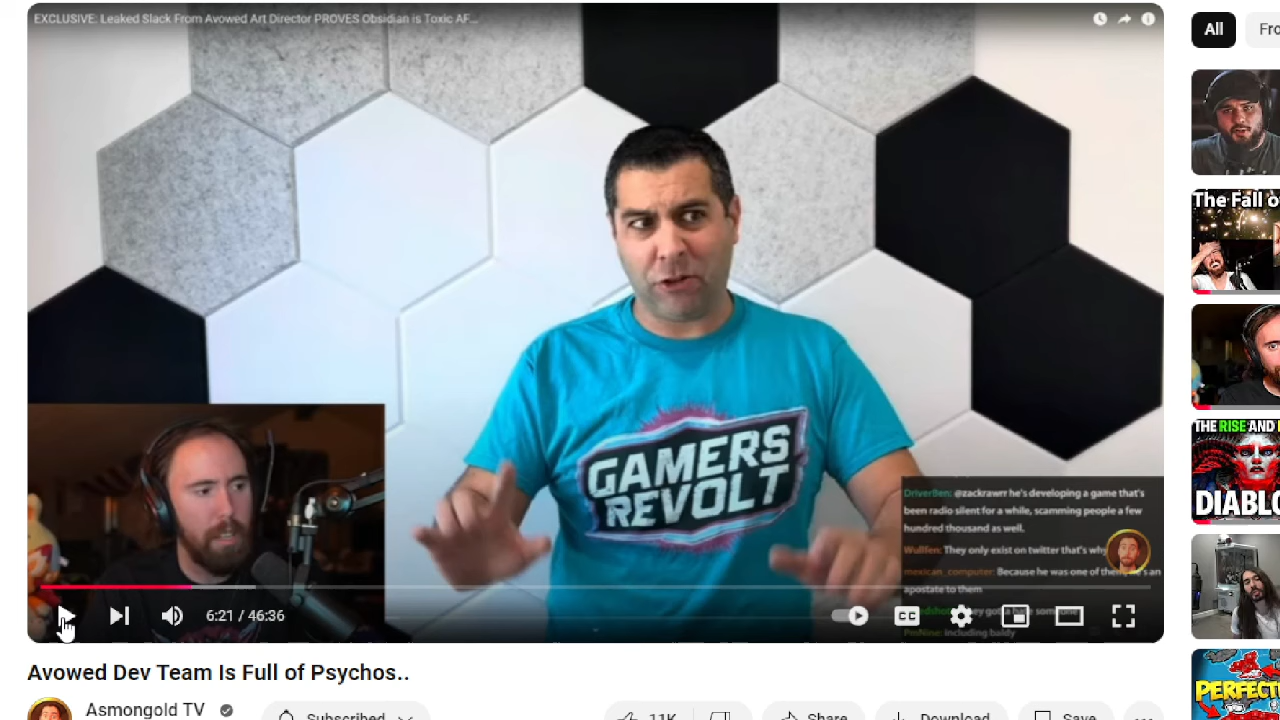 EXCLUSIVE: Leaked Slack From Avowed Art Director PROVES Obsidian is Toxic AF...
All
Fro
The Fall o
GAMERS
REVOLT
THE RISE AND
DIABLO
DriverBen: @zackrawrr he's developing a game that's
been radio silent for a while, scamming people a few
hundred thousand as well.
They only exist on twitter that's why
mexican_computer: Because he was one of them, he's an
apostate to them
including baldy
6:21 / 46:36
CC
Avowed Dev Team Is Full of Psychos..
PERFECT
Asmongold TV
Subscribed
11K
Share
Download
Save